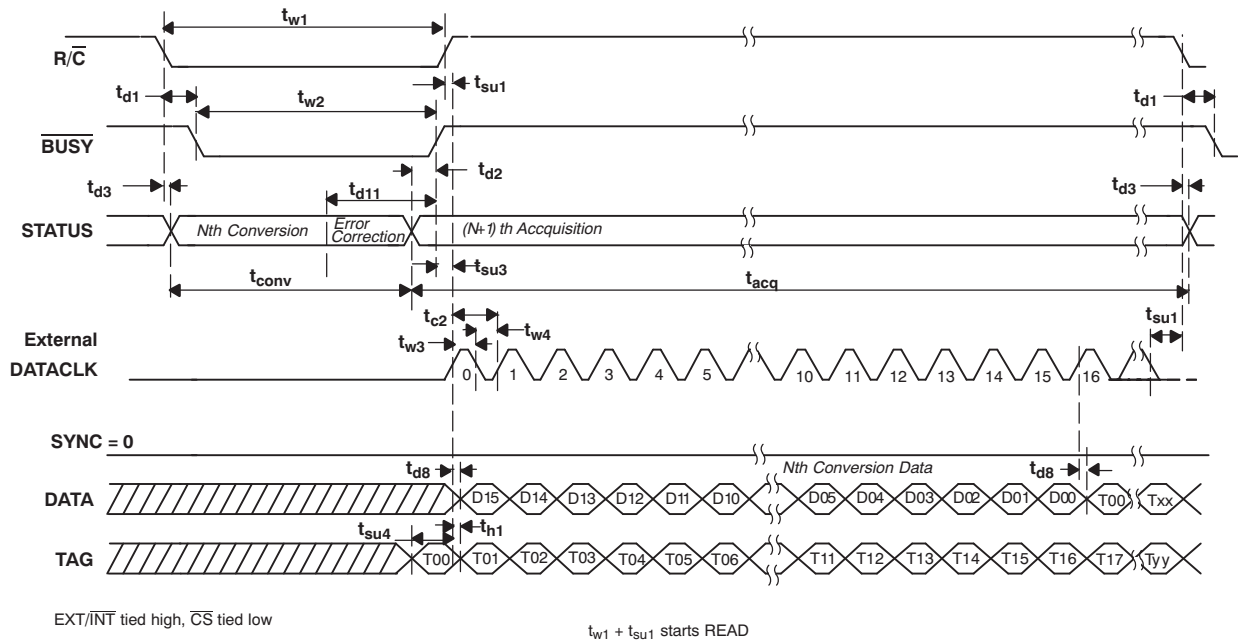 t_w1
R/C̅
t_su1
t_d1 t_w2 t_d1
B̅U̅S̅Y̅
t_d2
t_d3 t_d11 t_d3
STATUS Nth Conversion Error Correction (N+1) th Accquisition
t_conv t_su3 t_acq
t_c2 t_su1
External t_w3 t_w4
DATACLK 0 1 2 3 4 5 10 11 12 13 14 15 16
SYNC = 0
t_d8 Nth Conversion Data t_d8
DATA D15 D14 D13 D12 D11 D10 D05 D04 D03 D02 D01 D00 T00 Txx
t_su4 t_h1
TAG T00 T01 T02 T03 T04 T05 T06 T11 T12 T13 T14 T15 T16 T17 Tyy
EXT/I̅N̅T̅ tied high, C̅S̅ tied low
t_w1 + t_su1 starts READ